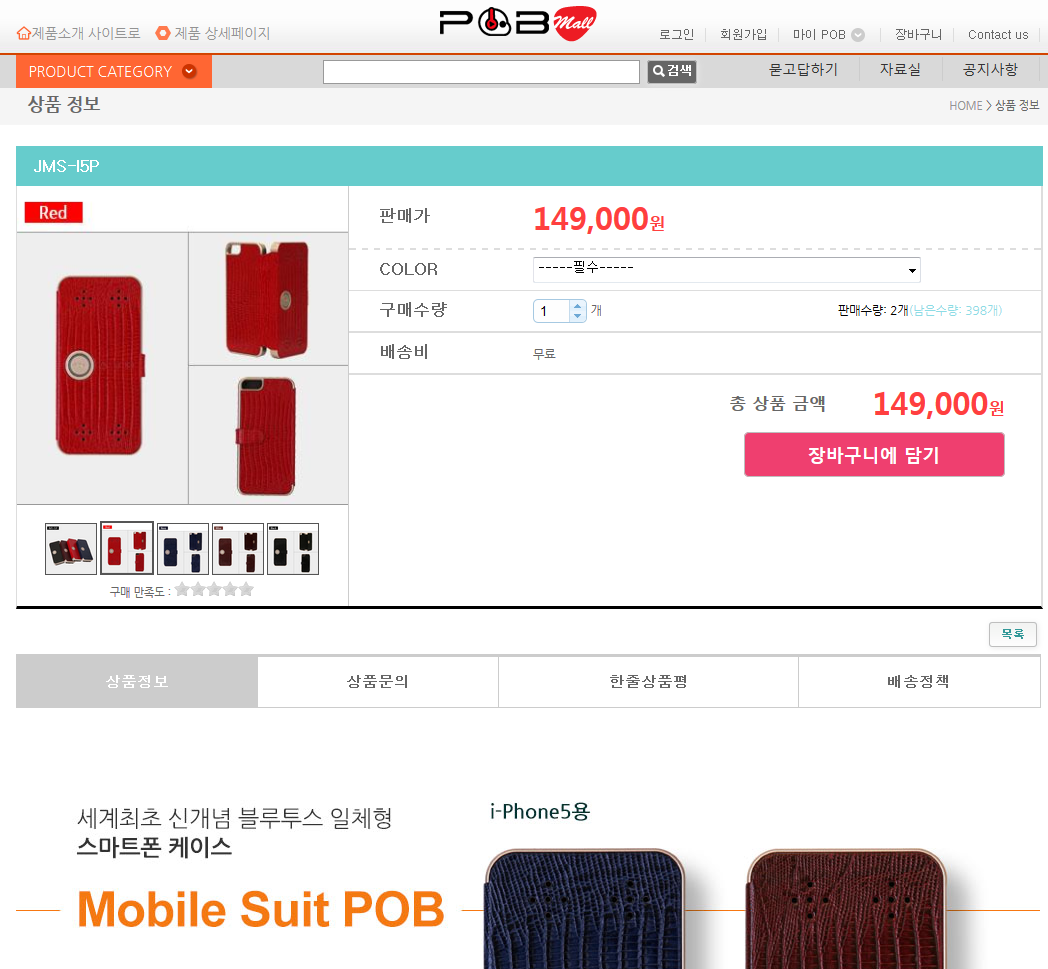 제품소개 사이트로
제품 상세페이지
POB Mall
로그인
회원가입
마이 POB
장바구니
Contact us
PRODUCT CATEGORY
검색
묻고답하기
자료실
공지사항
상품 정보
HOME > 상품 정보
JMS-I5P
Red
판매가
149,000원
COLOR
-----필수-----
구매수량
1
개
판매수량: 2개(남은수량: 398개)
배송비
무료
총 상품 금액
149,000원
장바구니에 담기
구매 만족도 :
목록
상품정보
상품문의
한줄상품평
배송정책
세계최초 신개념 블루투스 일체형
스마트폰 케이스
Mobile Suit POB
i-Phone5용